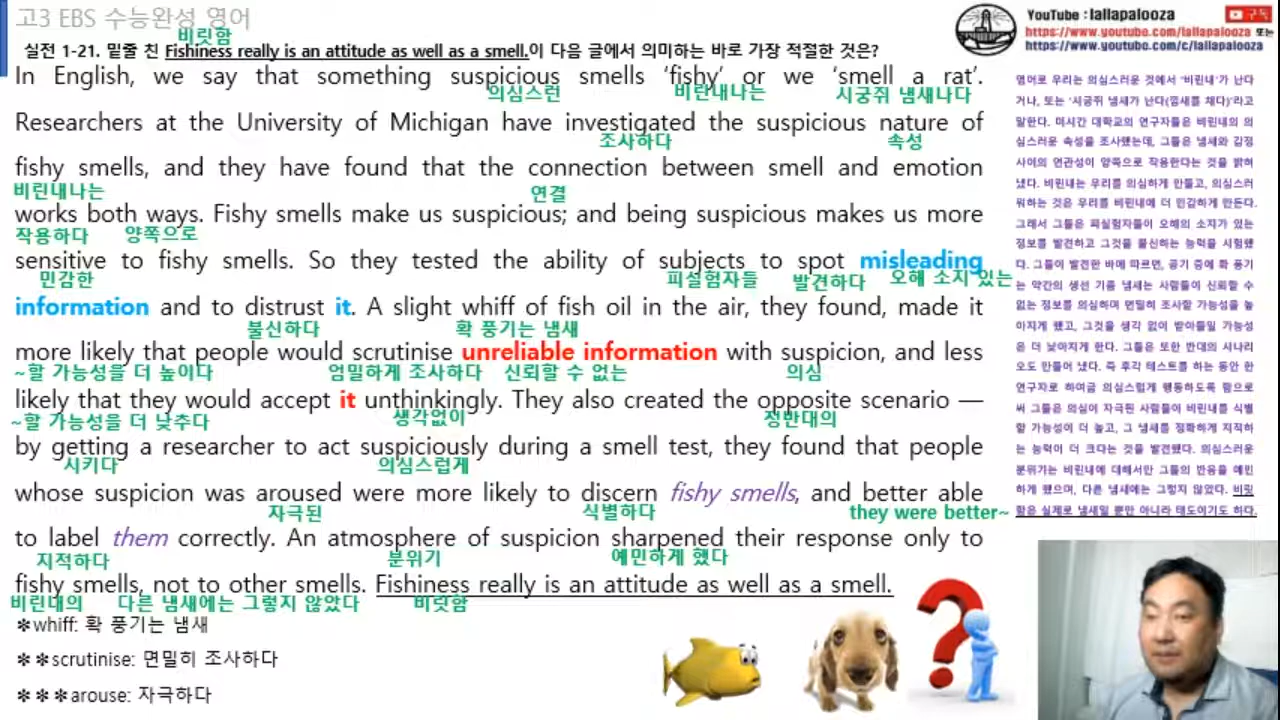 고3 EBS 수능완성 영어
비릿함
실전 1-21. 밑줄 친 Fishiness really is an attitude as well as a smell.이 다음 글에서 의미하는 바로 가장 적절한 것은?
In English, we say that something suspicious smells ‘fishy’ or we ‘smell a rat’.
의심스런 비란내나는 시궁쥐 냄새나다
Researchers at the University of Michigan have investigated the suspicious nature of
조사하다 속성
fishy smells, and they have found that the connection between smell and emotion
비린내나는 연결
works both ways. Fishy smells make us suspicious; and being suspicious makes us more
작용하다 양쪽으로
sensitive to fishy smells. So they tested the ability of subjects to spot misleading
민감한 피설험자들 발견하다 오해 소지 있는
information and to distrust it. A slight whiff of fish oil in the air, they found, made it
불신하다 확 풍기는 냄새
more likely that people would scrutinise unreliable information with suspicion, and less
~할 가능성을 더 높이다 엄밀하게 조사하다 신뢰할 수 없는 의심
likely that they would accept it unthinkingly. They also created the opposite scenario —
~할 가능성을 더 낮추다 생각없이 정반대의
by getting a researcher to act suspiciously during a smell test, they found that people
시키다 의심스럽게
whose suspicion was aroused were more likely to discern fishy smells, and better able
자극된 식별하다 they were better~
to label them correctly. An atmosphere of suspicion sharpened their response only to
지적하다 분위기 예민하게 했다
fishy smells, not to other smells. Fishiness really is an attitude as well as a smell.
비린대의 다른 냄새에는 그렇지 않았다 비릿함
*whiff: 확 풍기는 냄새
**scrutinise: 면밀히 조사하다
***arouse: 자극하다
YouTube : lallapalooza
구독
https://www.youtube.com/lallapalooza 또는
https://www.youtube.com/c/lallapalooza
영어로 우리는 의심스러운 것에서 ‘비린내’가 난다
거나, 또는 ‘시궁쥐 냄새가 난다(낌새를 채다)’라고
말한다. 미시간 대학교의 연구자들은 비린내의 의
심스러운 속성을 조사했는데, 그들은 냄새와 감정
사이의 연관성이 양쪽으로 작용한다는 것을 밝혀
냈다. 비린내는 우리를 의심하게 만들고, 의심스러
워하는 것은 우리를 비린내에 더 민감하게 만든다.
그래서 그들은 피실험자들이 오해의 소지가 있는
정보를 발견하고 그것을 불신하는 능력을 시험했
다. 그들이 발견한 바에 따르면, 공기 중에 확 풍기
는 약간의 생선 기름 냄새는 사람들이 신뢰할 수
없는 정보를 의심하며 면밀히 조사할 가능성을 높
아지게 했고, 그것을 생각 없이 받아들일 가능성
은 더 낮아지게 한다. 그들은 또한 반대의 시나리
오도 만들어 냈다. 즉 후각 테스트를 하는 동안 한
연구자로 하여금 의심스럽게 행동하도록 함으로
써 그들은 의심이 자극된 사람들이 비린내를 식별
할 가능성이 더 높고, 그 냄새를 정확하게 지적하
는 능력이 더 크다는 것을 발견했다. 의심스러운
분위기는 비린내에 대해서만 그들의 반응을 예민
하게 했으며, 다른 냄새에는 그렇지 않았다. 비릿
함은 실제로 냄새일 뿐만 아니라 태도이기도 하다.